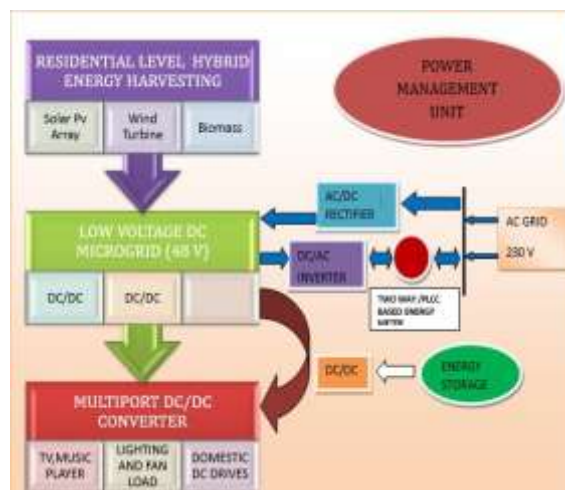 RESIDENTIAL LEVEL HYBRID
ENERGY HARVESTING
Solar Pv
Array
Wind
Turbine
Biomass
POWER
MANAGEMENT
UNIT
LOW VOLTAGE DC
MICROGRID (48 V)
DC/DC
DC/DC
AC/DC
RECTIFIER
DC/AC
INVERTER
AC GRID
230 V
TWO WAY /PLCC
BASED ENERGY
METER
DC/DC
ENERGY
STORAGE
MULTIPORT DC/DC
CONVERTER
TV,MUSIC
PLAYER
LIGHTING
AND FAN
LOAD
DOMESTIC
DC DRIVES